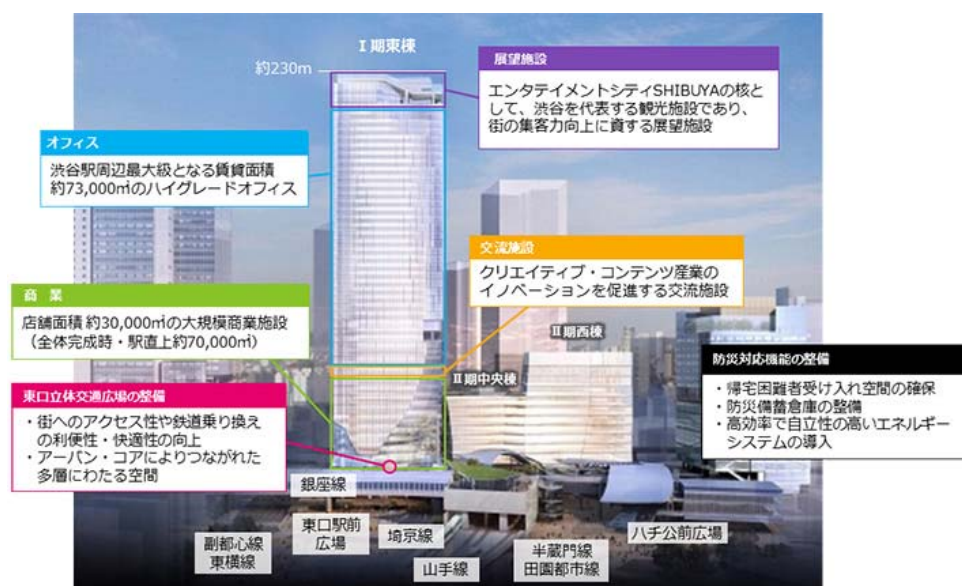 Ⅰ期東棟
約230m
展望施設
エンタテイメントシティSHIBUYAの核と
して、渋谷を代表する観光施設であり、
街の集客力向上に資する展望施設
オフィス
渋谷駅周辺最大級となる賃貸面積
約73,000㎡のハイグレードオフィス
交流施設
クリエイティブ・コンテンツ産業の
イノベーションを促進する交流施設
商 業
店舗面積 約30,000㎡の大規模商業施設
（全体完成時・駅直上約70,000㎡）
Ⅱ期西棟
Ⅱ期中央棟
防災対応機能の整備
・帰宅困難者受け入れ空間の確保
・防災備蓄倉庫の整備
・高効率で自立性の高いエネルギー
システムの導入
東口立体交通広場の整備
・街へのアクセス性や鉄道乗り換え
の利便性・快適性の向上
・アーバン・コアによりつながれた
多層にわたる空間
銀座線
東口駅前
広場
埼京線
ハチ公前広場
副都心線
東横線
山手線
半蔵門線
田園都市線